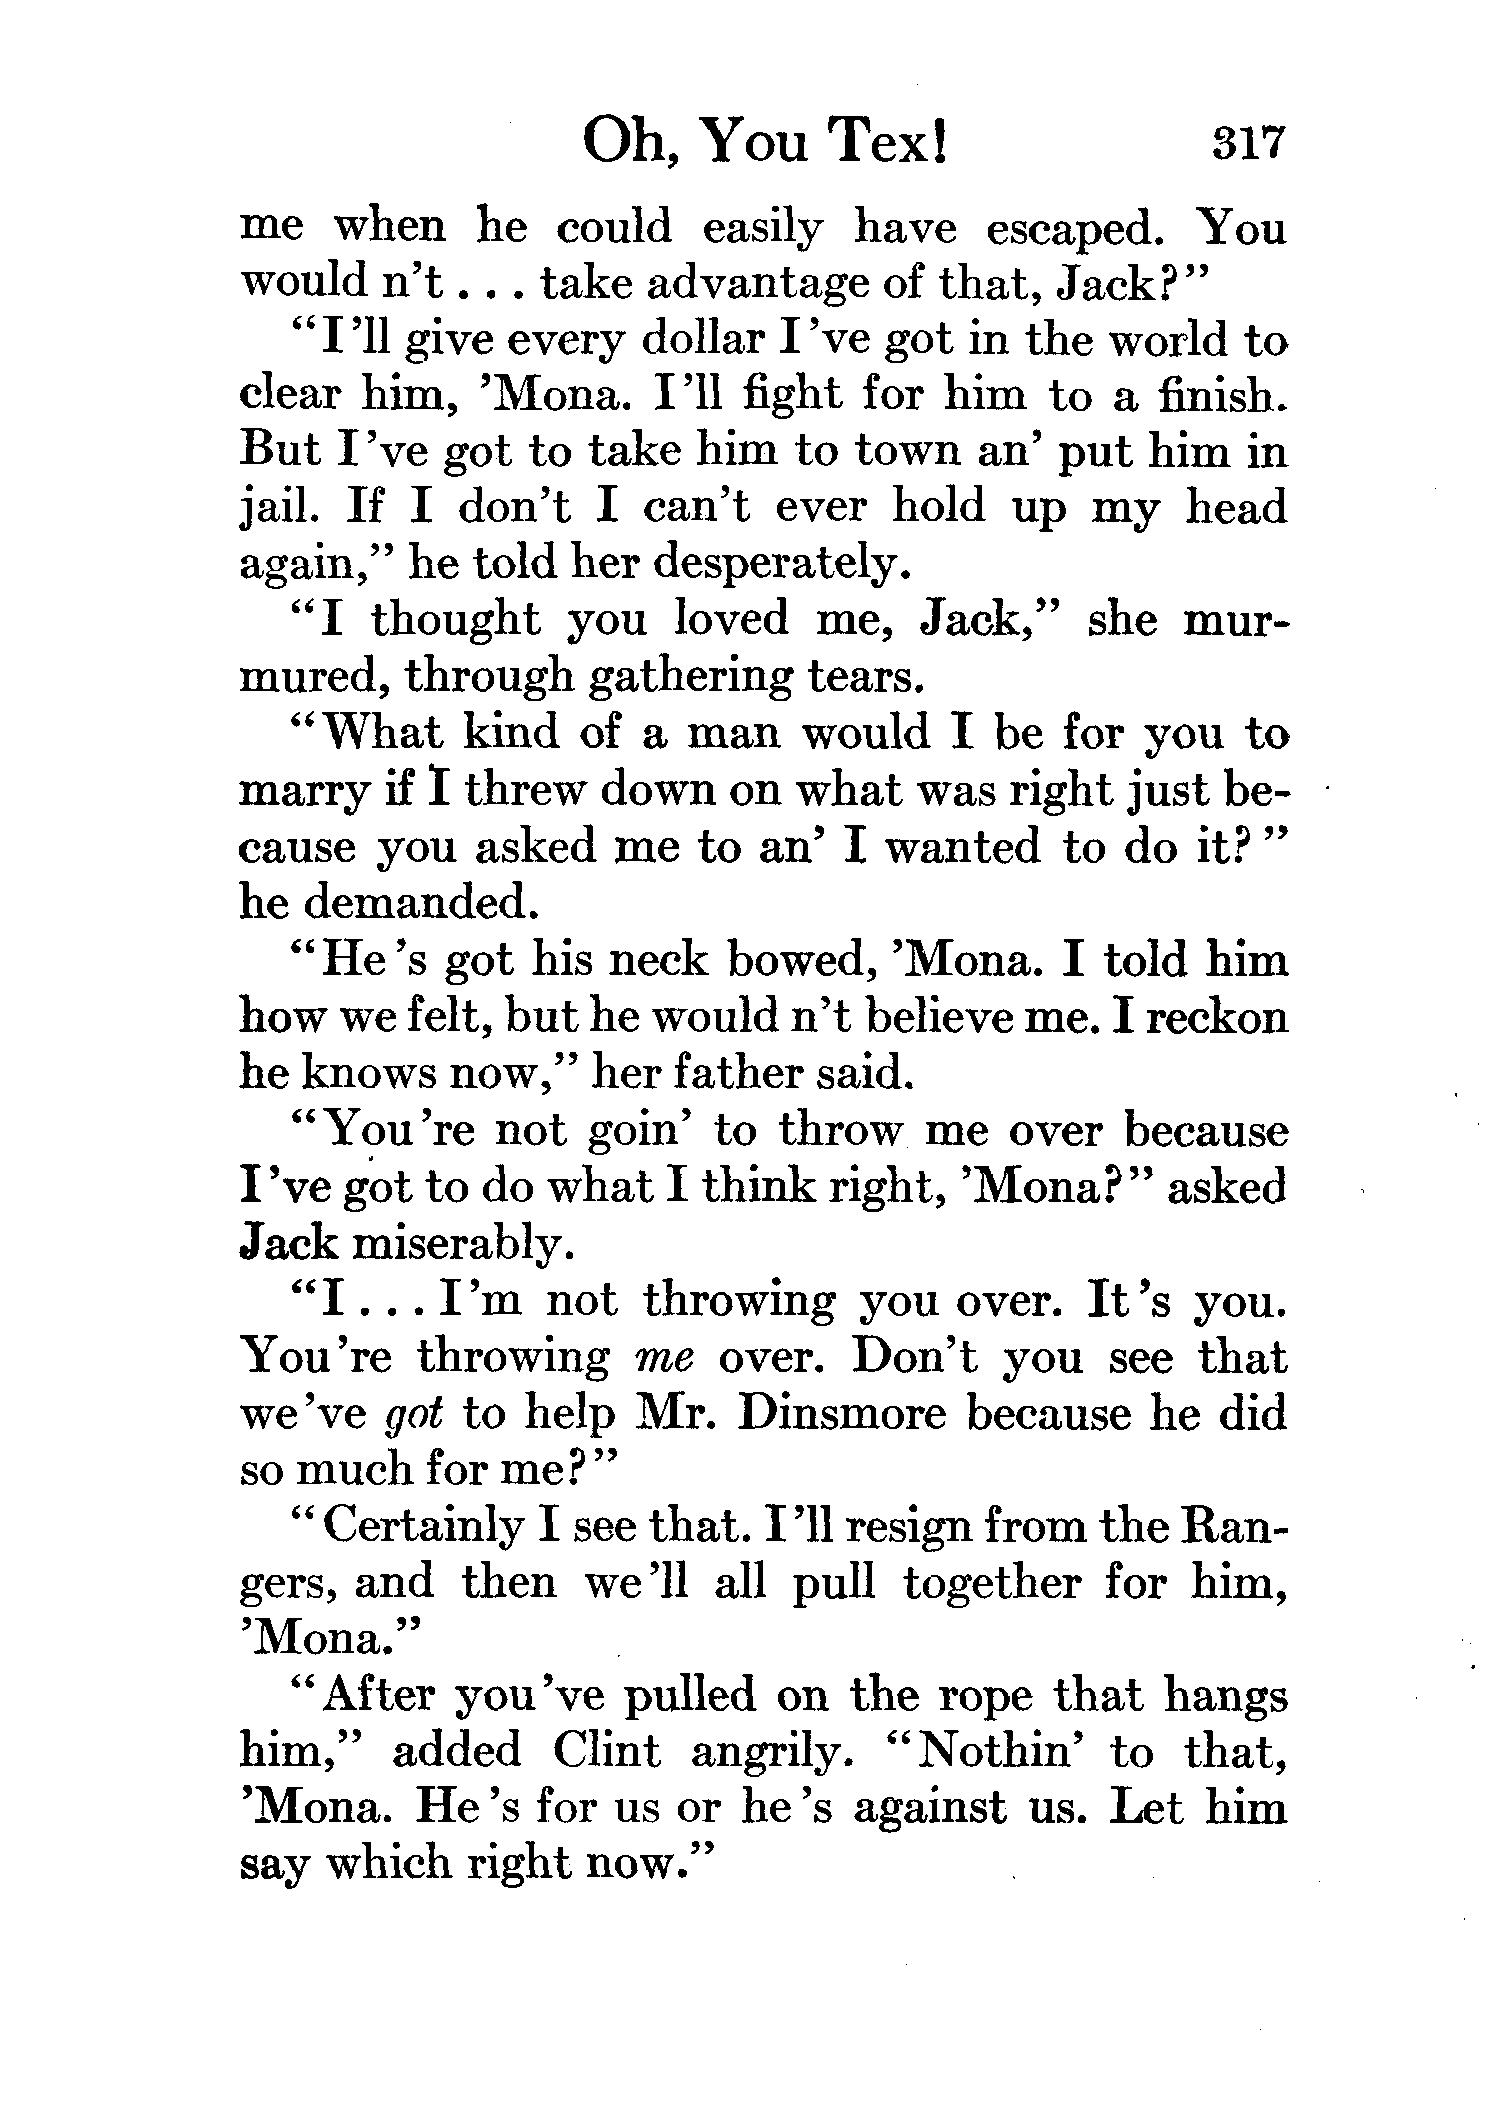 Oh, You Tex! 317
me when he could easily have escaped. You
would n't . . . take advantage of that, Jack?"
"I'll give every dollar I've got in the world to
clear him, 'Mona. I'll fight for him to a finish.
But I've got to take him to town an' put him in
jail. If I don't I can't ever hold up my head
again," he told her desperately.
"I thought you loved me, Jack," she mur-
mured, through gathering tears.
"What kind of a man would I be for you to
marry if I threw down on what was right just be-
cause you asked me to an' I wanted to do it?"
he demanded.
"He's got his neck bowed, 'Mona. I told him
how we felt, but he would n't believe me. I reckon
he knows now," her father said.
"You're not goin' to throw me over because
I've got to do what I think right, 'Mona?" asked
Jack miserably.
"I . . . I'm not throwing you over. It's you.
You're throwing me over. Don't you see that
we've got to help Mr. Dinsmore because he did
so much for me?"
"Certainly I see that. I'll resign from the Ran-
gers, and then we'll all pull together for him,
'Mona."
"After you've pulled on the rope that hangs
him," added Clint angrily. "Nothin' to that,
'Mona. He's for us or he's against us. Let him
say which right now."